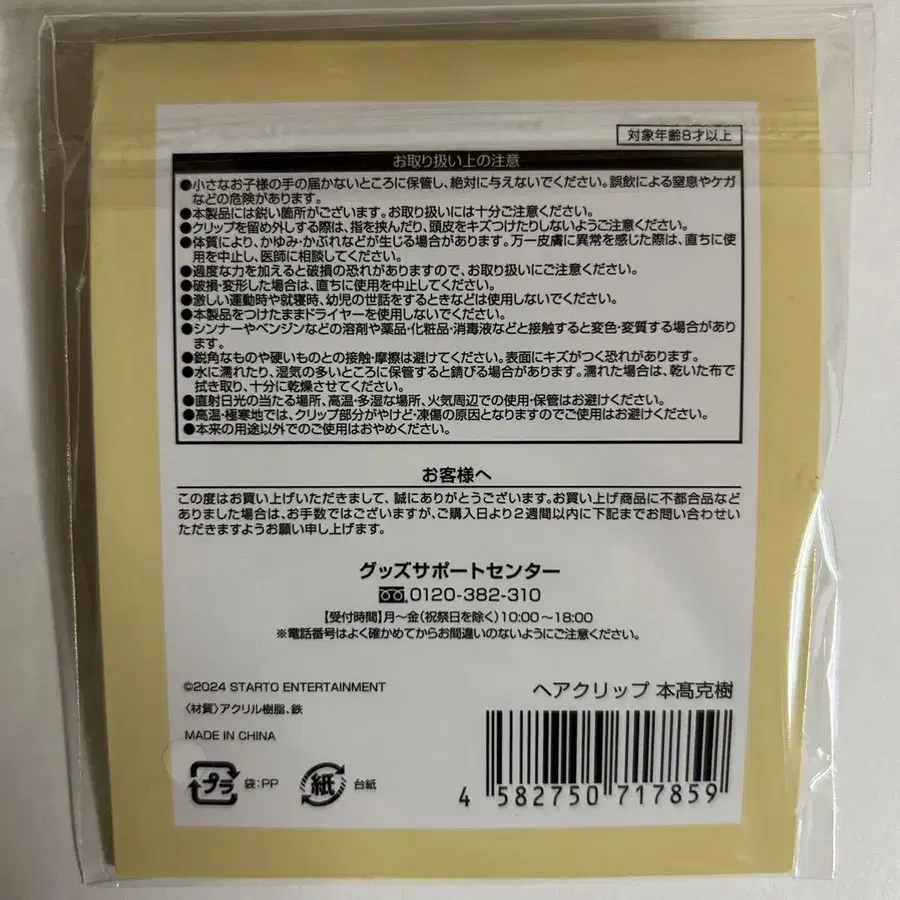 対象年齢8才以上
お取り扱い上の注意
●小さなお子様の手の届かないところに保管し、絶対に与えないでください。誤飲による窒息やケガ
などの危険があります。
●本製品には鋭い箇所がございます。お取り扱いには十分ご注意ください。
●クリップを留め外しする際は、指を挟んだり、頭皮をキズつけたりしないようご注意ください。
●体質により、かゆみ・かぶれなどが生じる場合があります。万一皮膚に異常を感じた際は、直ちに使
用を中止し、医師に相談してください。
●過度な力を加えると破損の恐れがありますので、お取り扱いにご注意ください。
●破損・変形した場合は、直ちに使用を中止してください。
●激しい運動時や就寝時、幼児の世話をするときなどは使用しないでください。
●本製品をつけたままドライヤーを使用しないでください。
●シンナーやベンジンなどの溶剤や薬品・化粧品・消毒液などと接触すると変色・変質する場合があり
ます。
●鋭角なものや硬いものとの接触・摩擦は避けてください。表面にキズがつく恐れがあります。
●水に濡れたり、湿気の多いところに保管すると錆びる場合があります。濡れた場合は、乾いた布で
拭き取り、十分に乾燥させてください。
●直射日光の当たる場所、高温・多湿な場所、火気周辺での使用・保管はお避けください。
●高温・極寒地では、クリップ部分がやけど・凍傷の原因となりますのでご使用はお避けください。
●本来の用途以外でのご使用はおやめください。
お客様へ
この度はお買い上げいただきまして、誠にありがとうございます。お買い上げ商品に不都合品など
ありました場合は、お手数ではございますが、ご購入日より2週間以内に下記までお問い合わせい
ただきますようお願い申し上げます。
グッズサポートセンター
0120-382-310
【受付時間】月〜金(祝祭日を除く)10:00〜18:00
※電話番号はよく確かめてからお間違いのないようにご注意ください。
©2024 STARTO ENTERTAINMENT
ヘアクリップ 本髙克樹
〈材質〉アクリル樹脂、鉄
MADE IN CHINA
プラ 袋:PP 紙 台紙
4 582750 717859